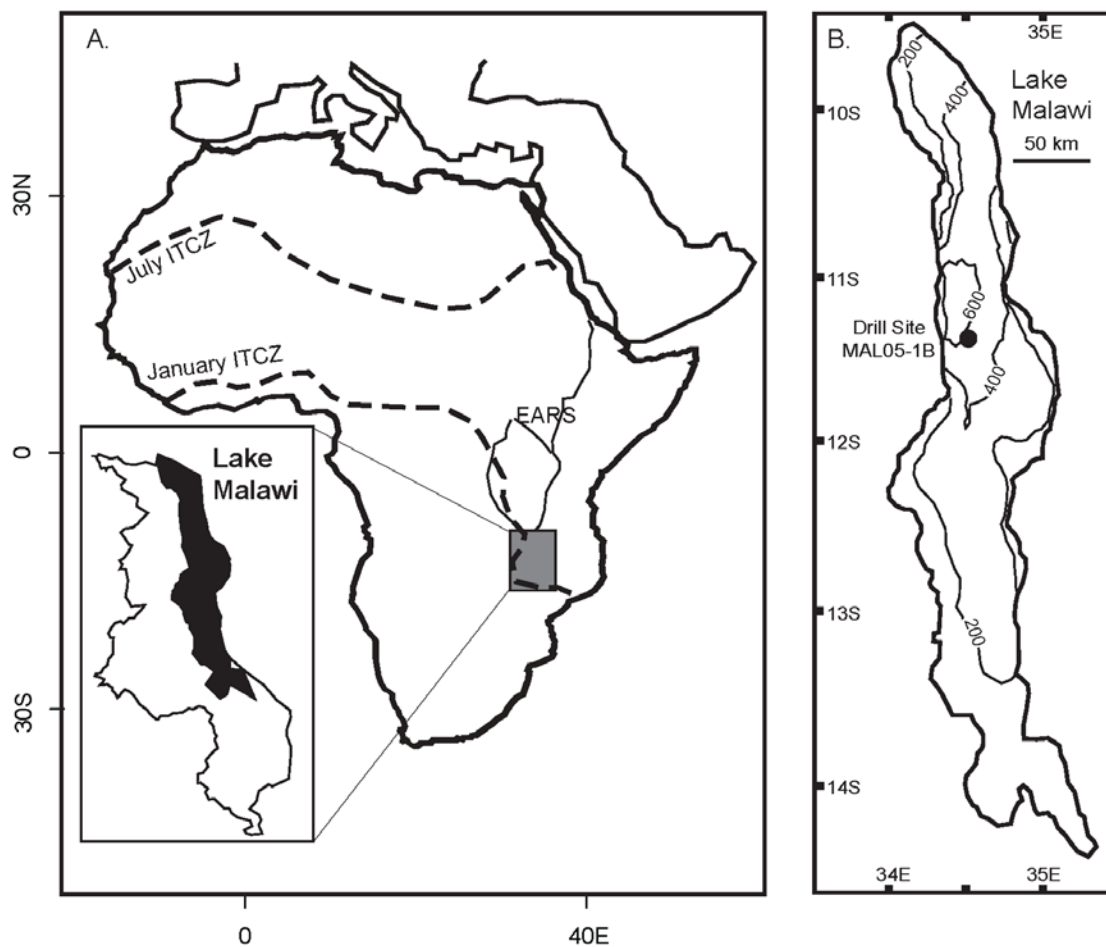 A.
30N
0
30S
July ITCZ
January ITCZ
EARS
Lake
Malawi
0
40E
B.
35E
Lake
Malawi
50 km
10S
11S
12S
13S
14S
200
400
600
Drill Site
MAL05-1B
400
200
34E
35E